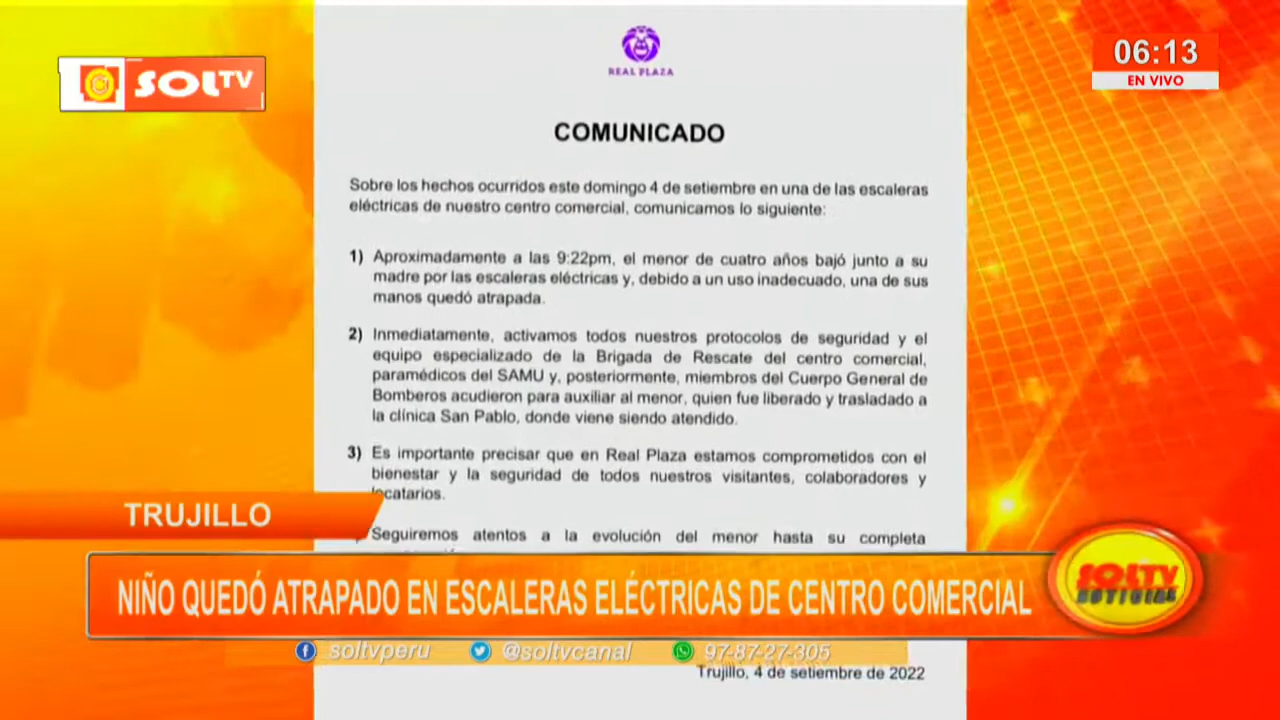 REAL PLAZA
SOLTV
06:13
EN VIVO
COMUNICADO
Sobre los hechos ocurridos este domingo 4 de setiembre en una de las escaleras
eléctricas de nuestro centro comercial, comunicamos lo siguiente:
1) Aproximadamente a las 9:22pm, el menor de cuatro años bajó junto a su
madre por las escaleras eléctricas y, debido a un uso inadecuado, una de sus
manos quedó atrapada.
2) Inmediatamente, activamos todos nuestros protocolos de seguridad y el
equipo especializado de la Brigada de Rescate del centro comercial,
paramédicos del SAMU y, posteriormente, miembros del Cuerpo General de
Bomberos acudieron para auxiliar al menor, quien fue liberado y trasladado a
la clínica San Pablo, donde viene siendo atendido.
3) Es importante precisar que en Real Plaza estamos comprometidos con el
bienestar y la seguridad de todos nuestros visitantes, colaboradores y
locatarios.
Seguiremos atentos a la evolución del menor hasta su completa
TRUJILLO
NIÑO QUEDÓ ATRAPADO EN ESCALERAS ELÉCTRICAS DE CENTRO COMERCIAL
SOLTV
NOTICIAS
soltvperu @soltvcanal 97-87-27-305
Trujillo, 4 de setiembre de 2022